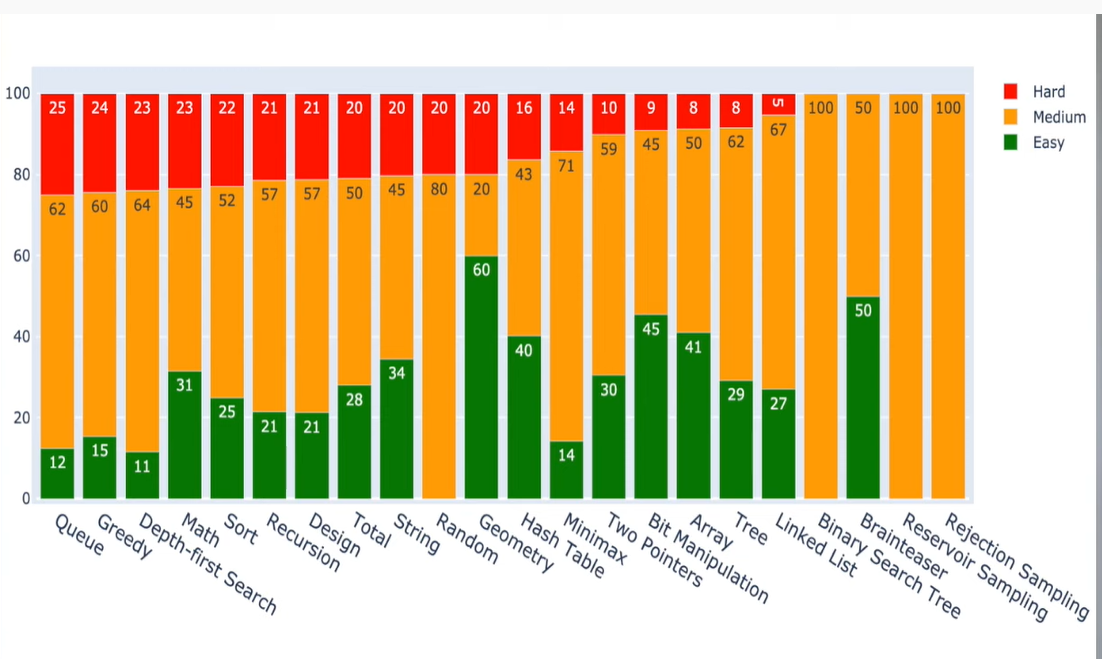 100
80
60
40
20
0
25 24 23 23 22 21 21 20 20 20 20 16 14 10 9 8 8 5 100 50 100 100
62 60 64 45 52 57 57 50 45 80 20 43 71 59 45 50 62 67
12 15 11 31 25 21 21 28 34 60 40 14 30 45 41 29 27 50
Queue
Greedy
Depth-first Search
Math
Sort
Recursion
Design
Total
String
Random
Geometry
Hash Table
Minimax
Two Pointers
Bit Manipulation
Array
Tree
Linked List
Binary Search Tree
Brainteaser
Reservoir Sampling
Rejection Sampling
Hard
Medium
Easy